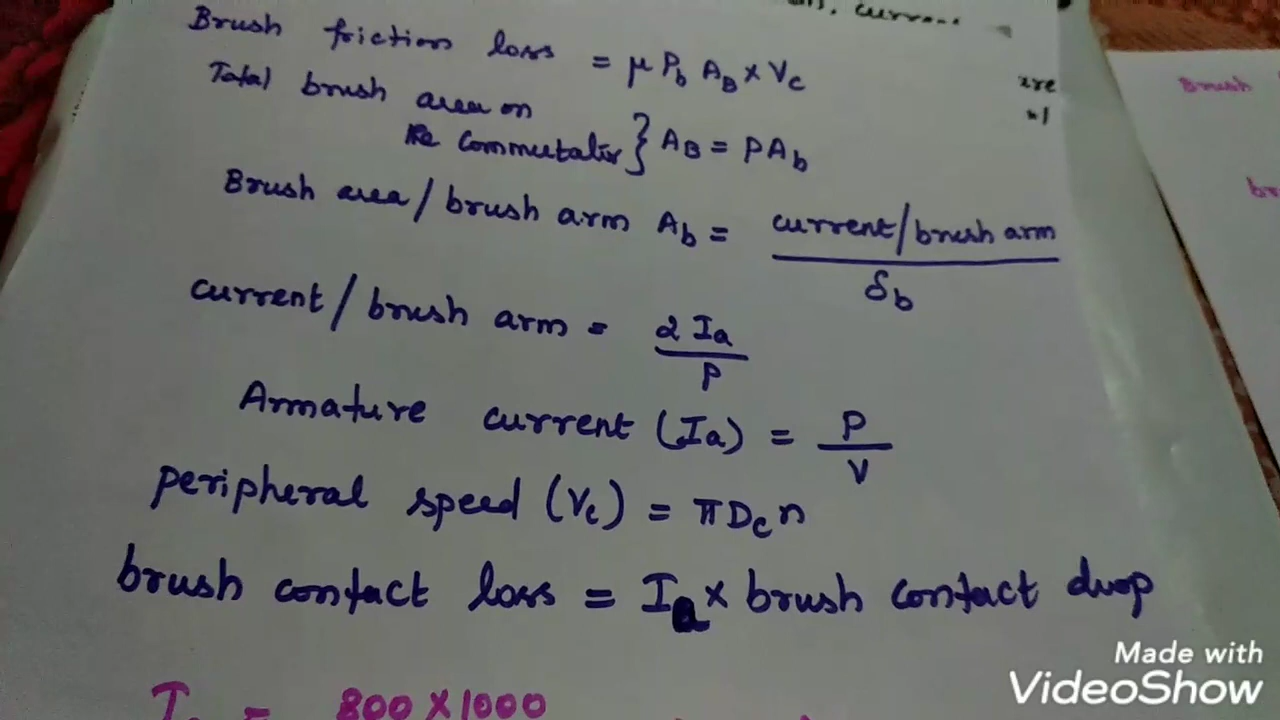 Brush friction loss = μ P_b A_B × V_c
Total brush area on
the commutator } A_B = P A_b
Brush area/brush arm A_b = current/brush arm
δ_b
current/brush arm = 2 I_a
P
Armature current (I_a) = P
V
peripheral speed (V_c) = π D_c n
brush contact loss = I_a × brush contact drop
800 × 1000
=
Brush
Made with
VideoShow